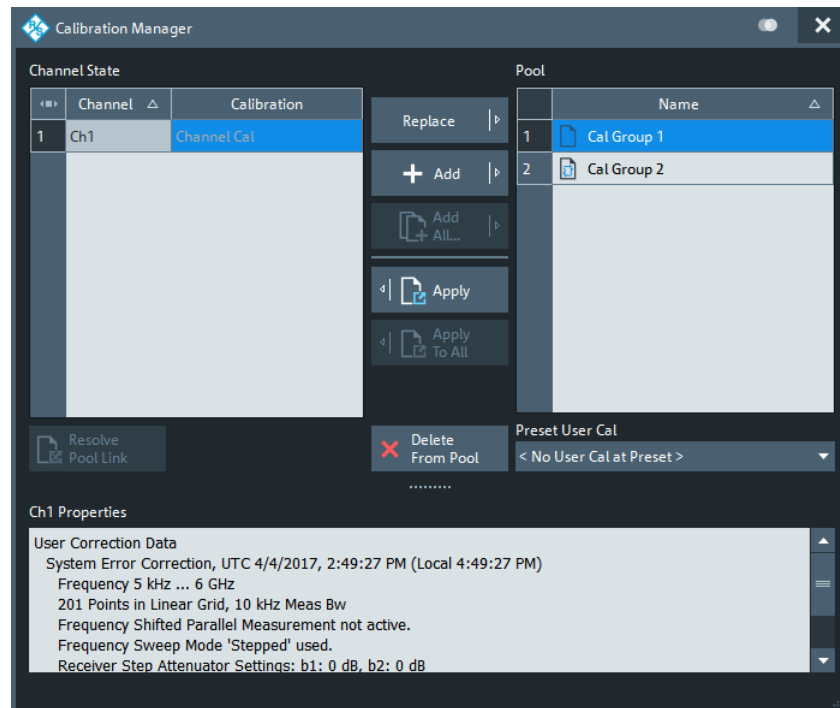 Calibration Manager
Channel State
Pool
Channel
Calibration
1 Ch1 Channel Cal
Replace
Add
Add
All...
Apply
Apply
To All
Name
1 Cal Group 1
2 Cal Group 2
Resolve
Pool Link
Delete
From Pool
Preset User Cal
< No User Cal at Preset >
Ch1 Properties
User Correction Data
System Error Correction, UTC 4/4/2017, 2:49:27 PM (Local 4:49:27 PM)
Frequency 5 kHz ... 6 GHz
201 Points in Linear Grid, 10 kHz Meas Bw
Frequency Shifted Parallel Measurement not active.
Frequency Sweep Mode 'Stepped' used.
Receiver Step Attenuator Settings: b1: 0 dB, b2: 0 dB